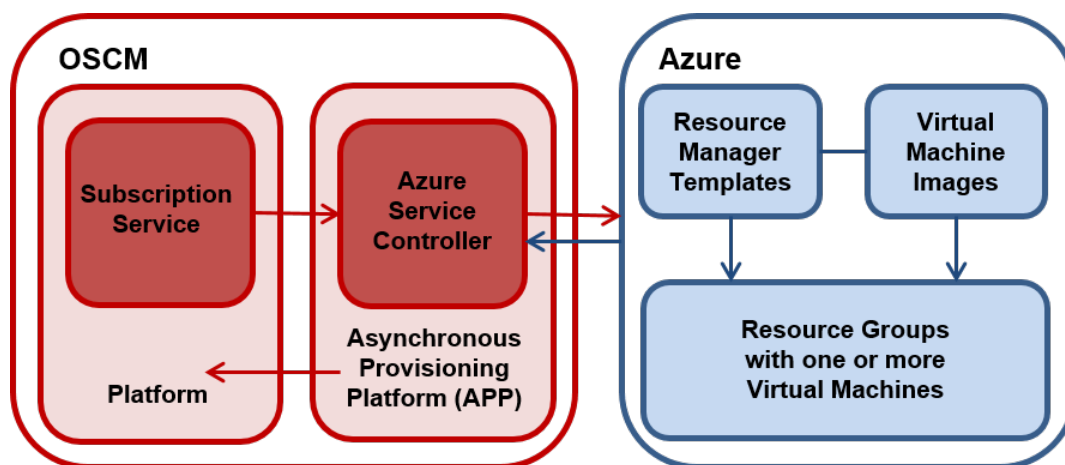 OSCM
Subscription
Service
Platform
Azure
Service
Controller
Asynchronous
Provisioning
Platform (APP)
Azure
Resource
Manager
Templates
Virtual
Machine
Images
Resource Groups
with one or more
Virtual Machines